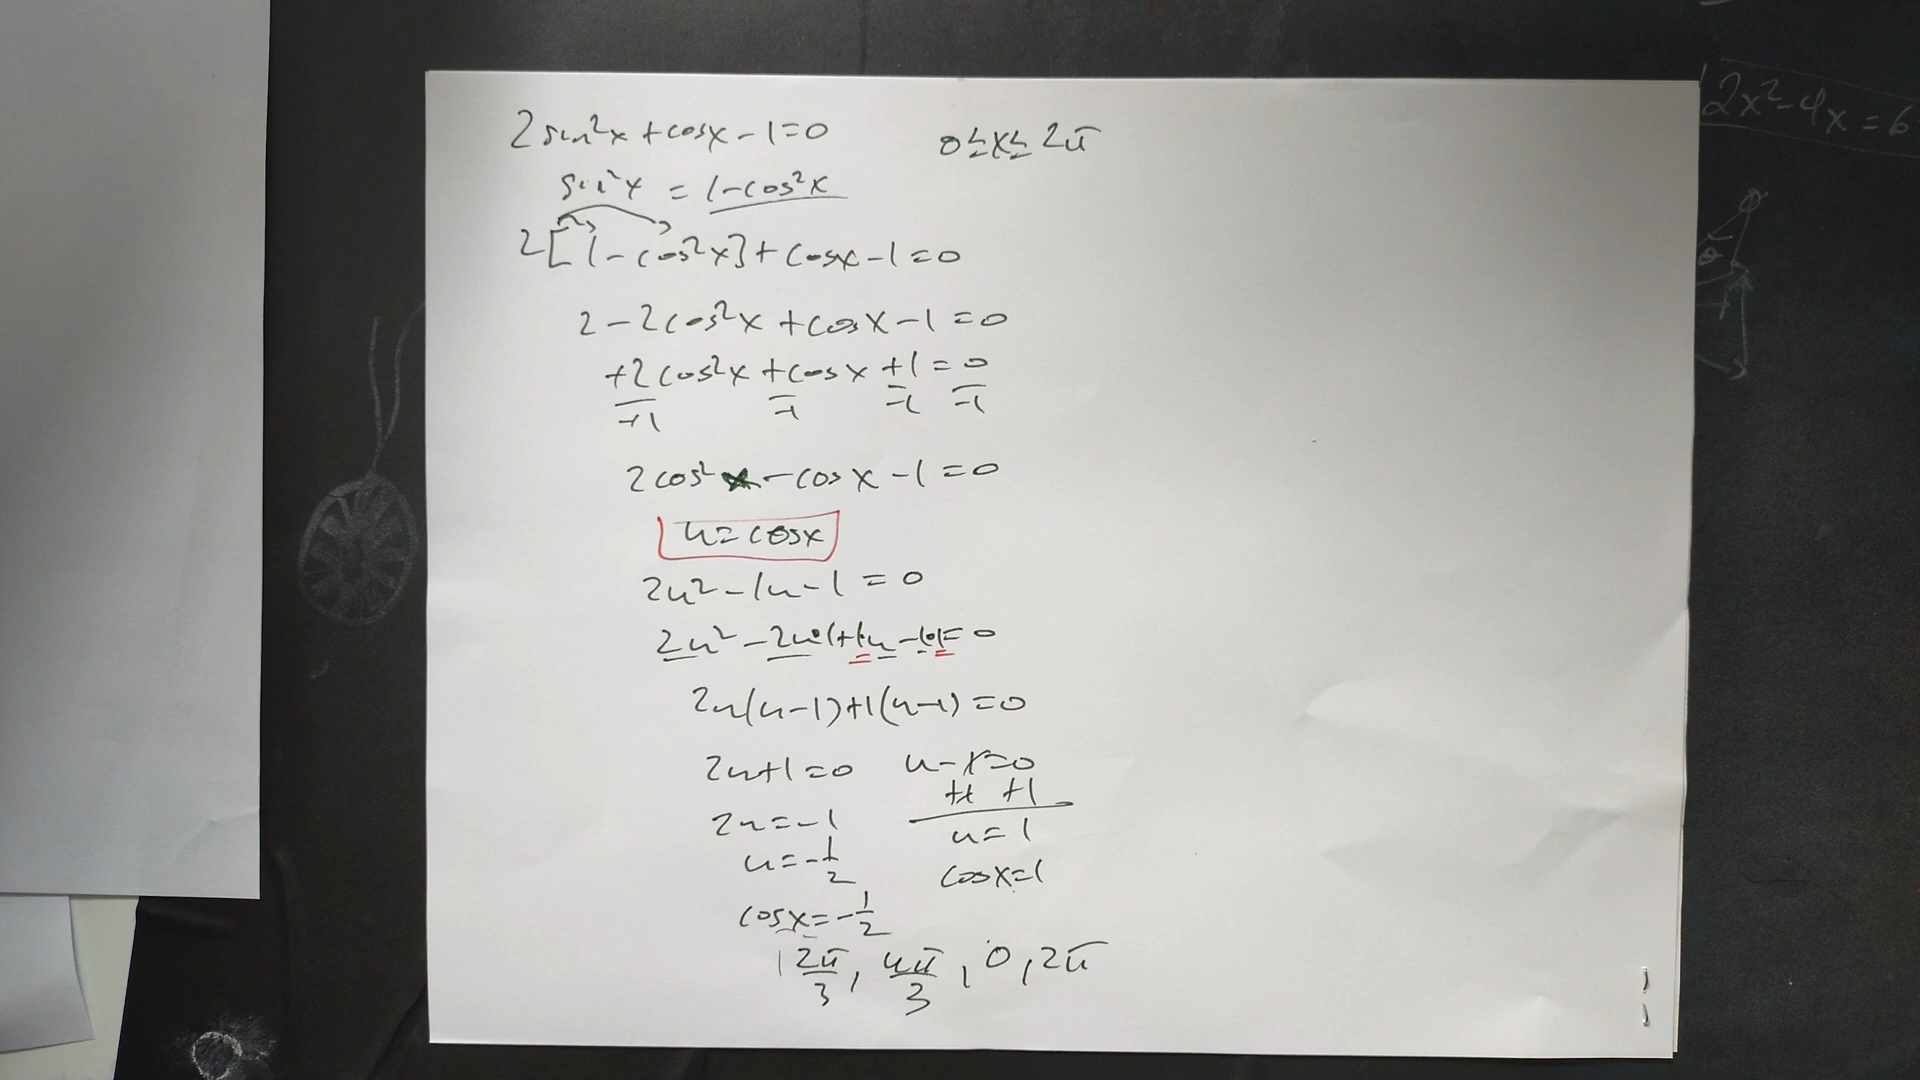 2sin²x + cosx - 1 = 0    0 ≤ x ≤ 2π
sin²x = 1 - cos²x
2[1 - cos²x] + cosx - 1 = 0
2 - 2cos²x + cosx - 1 = 0
+2cos²x + cosx + 1 = 0
-1 -1 -1 -1
2cos²x - cosx - 1 = 0
u = cosx
2u² - 1u - 1 = 0
2u² - 2u·1 + 1u - 1·1 = 0
2u(u-1)+1(u-1) = 0
2u+1=0    u-1=0
+1 +1
2u = -1    u = 1
u = -1/2    cosx=1
cosx = -1/2
2π/3, 4π/3, 0, 2π
12x² - 4x = 6
θ